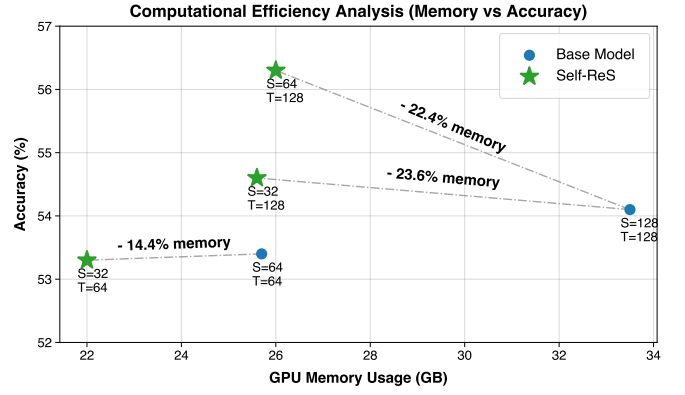 Computational Efficiency Analysis (Memory vs Accuracy)
57
56
55
54
53
52
Accuracy (%)
Base Model
Self-ReS
S=64
T=128
- 22.4% memory
- 23.6% memory
S=32
T=128
S=128
T=128
- 14.4% memory
S=32
T=64
S=64
T=64
22 24 26 28 30 32 34
GPU Memory Usage (GB)